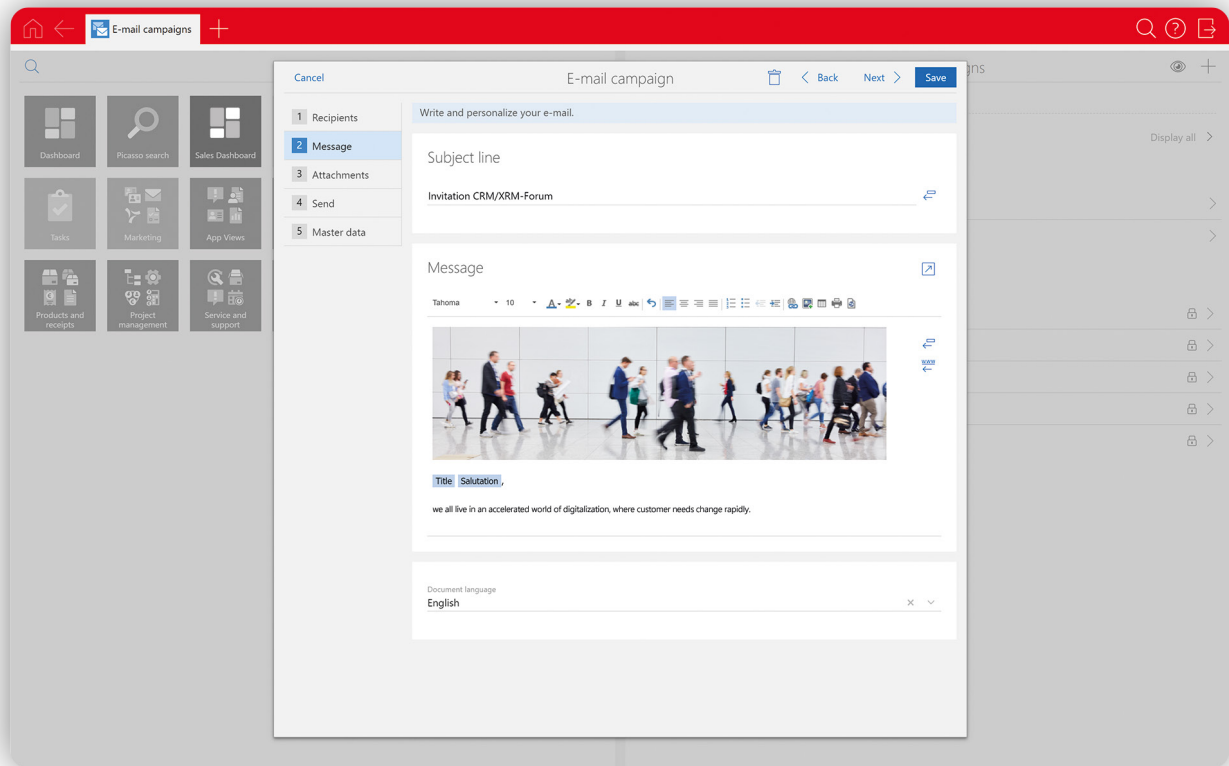 E-mail campaigns
Cancel
E-mail campaign
Back
Next
Save
Display all
Dashboard
Picasso search
Sales Dashboard
Tasks
Marketing
App Views
Products and
receipts
Project
management
Service and
support
1 Recipients
2 Message
3 Attachments
4 Send
5 Master data
Write and personalize your e-mail.
Subject line
Invitation CRM/XRM-Forum
Message
Tahoma 10 A B I U abc
www
Title Salutation,
we all live in an accelerated world of digitalization, where customer needs change rapidly.
Document language
English